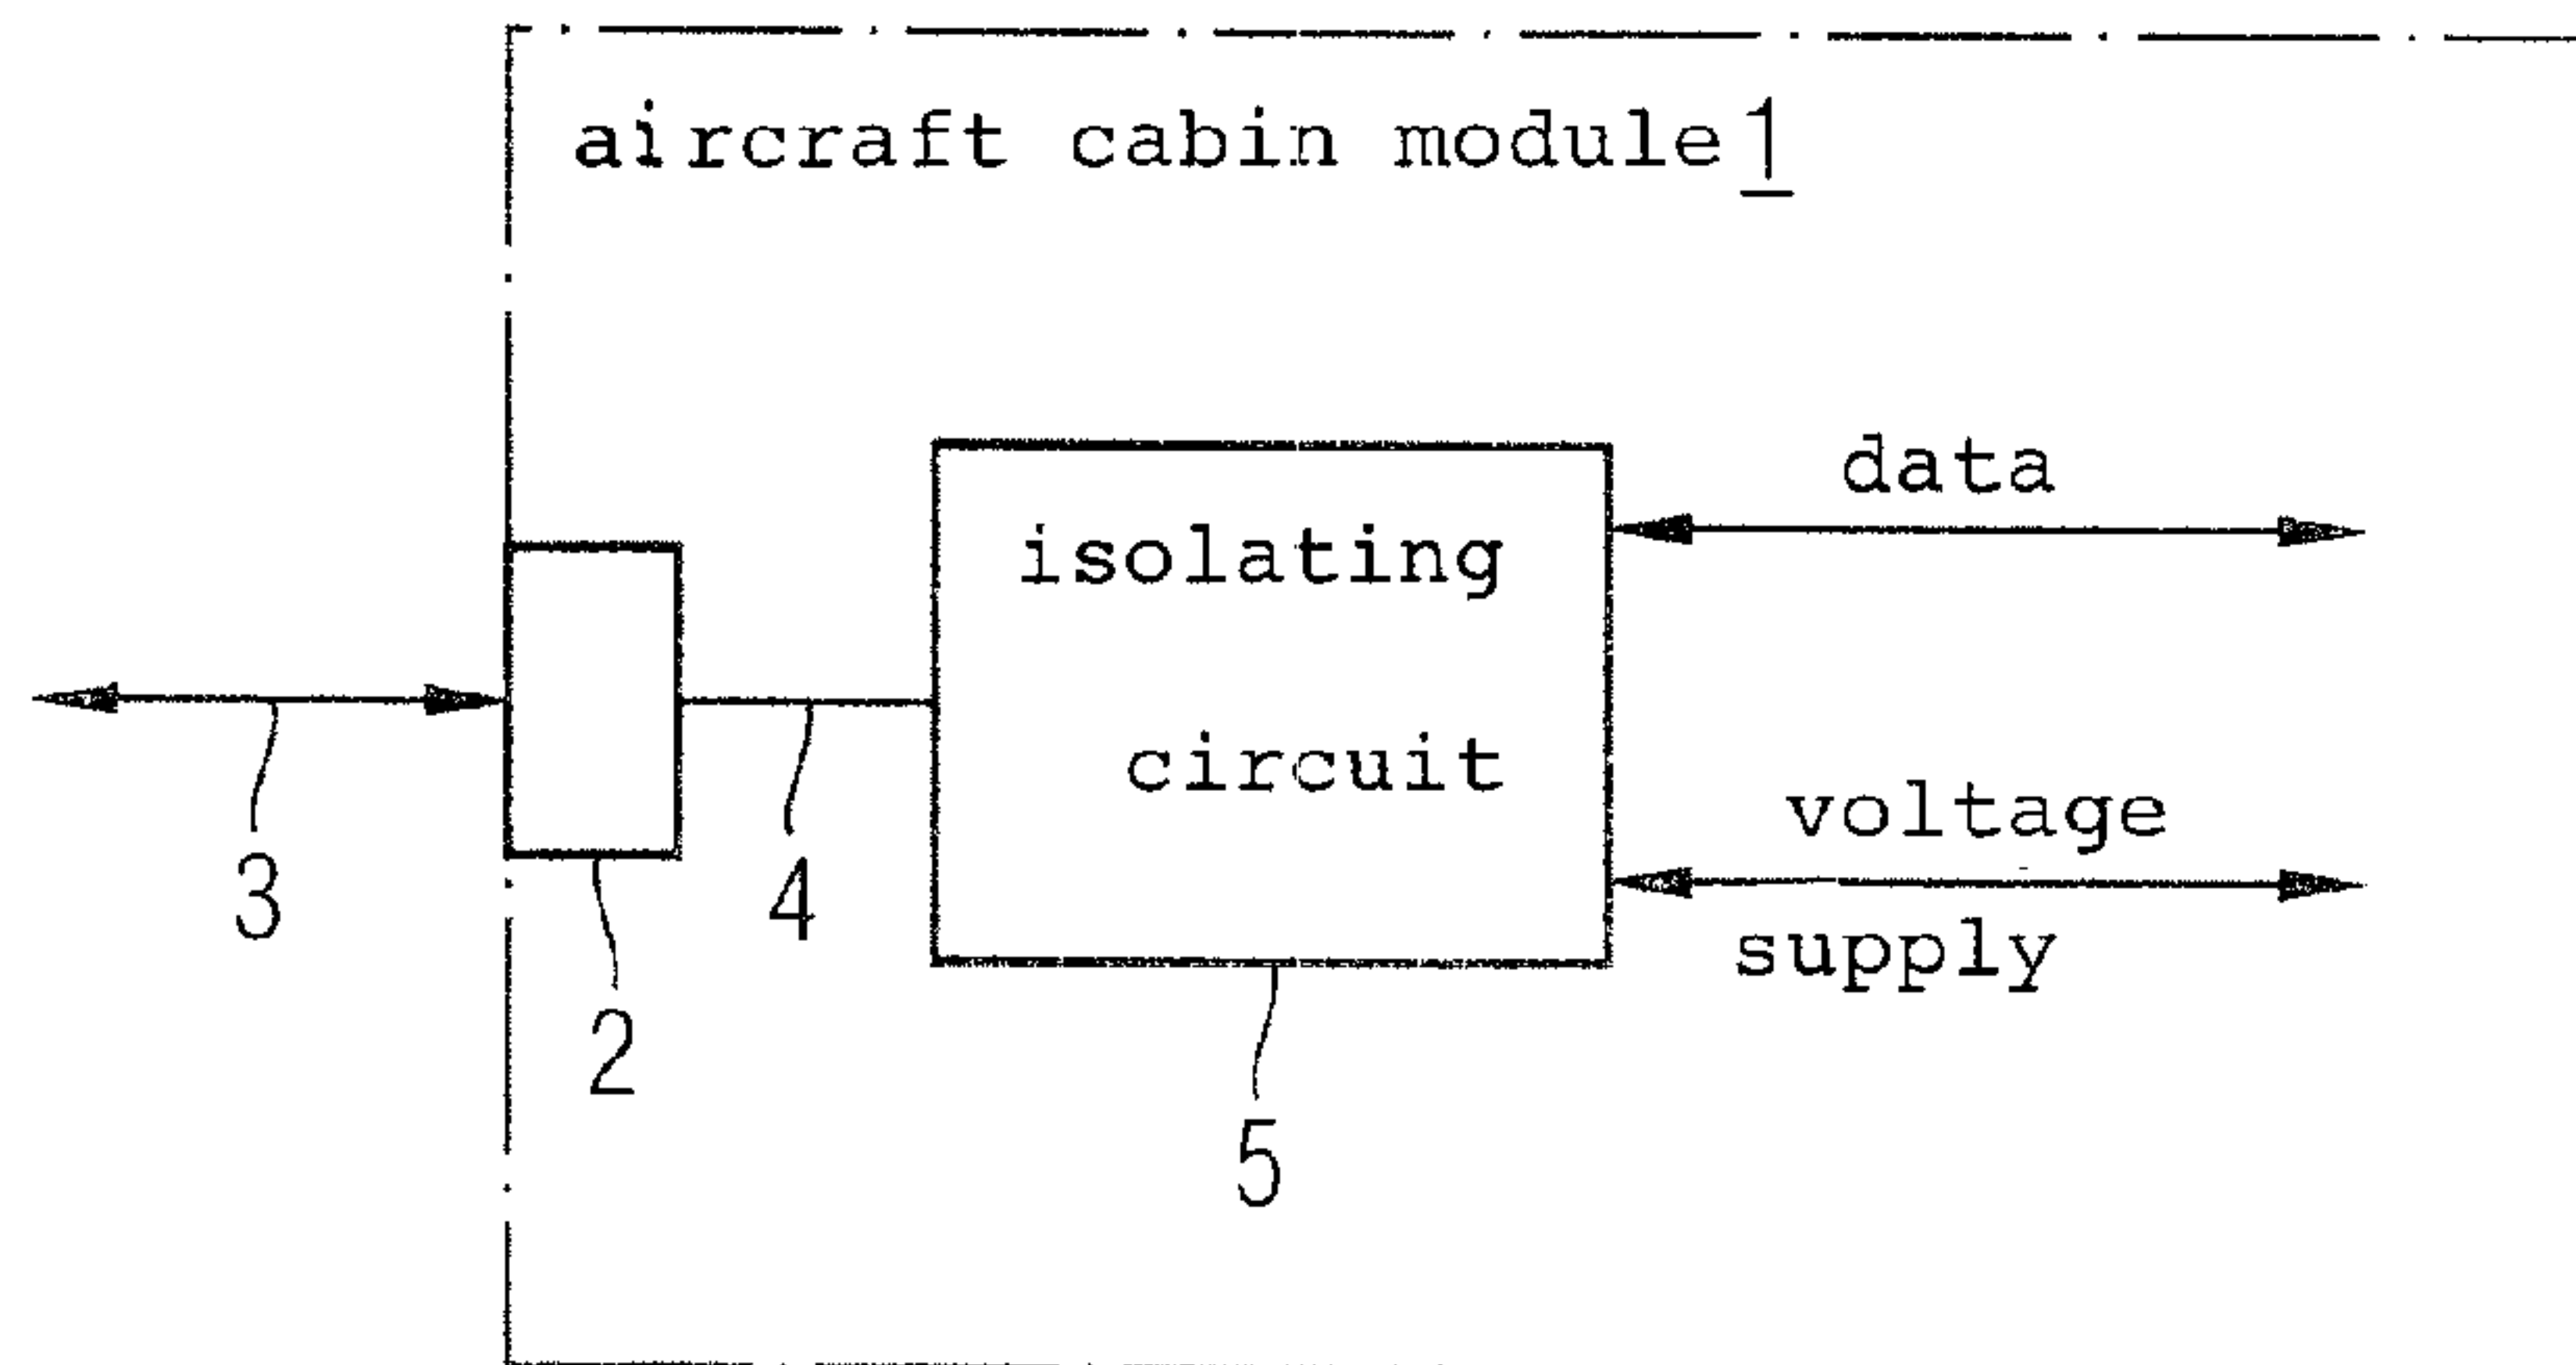 aircraft cabin module 1
data
isolating
circuit
voltage
supply
3
4
2
5